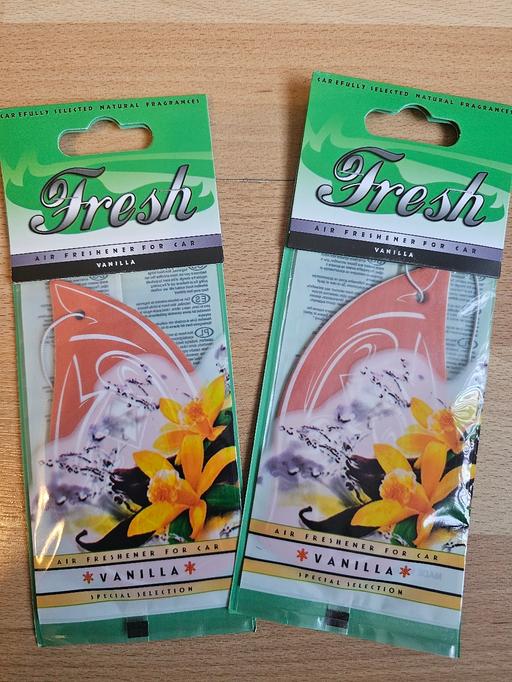 CAREFULLY SELECTED NATURAL FRAGRANCES
Fresh
AIR FRESHENER FOR CAR
VANILLA
AIR FRESHENER FOR CAR
*VANILLA*
SPECIAL SELECTION
CAREFULLY SELECTED NATURAL FRAGRANCES
Fresh
AIR FRESHENER FOR CAR
VANILLA
AIR FRESHENER FOR CAR
*VANILLA*
SPECIAL SELECTION